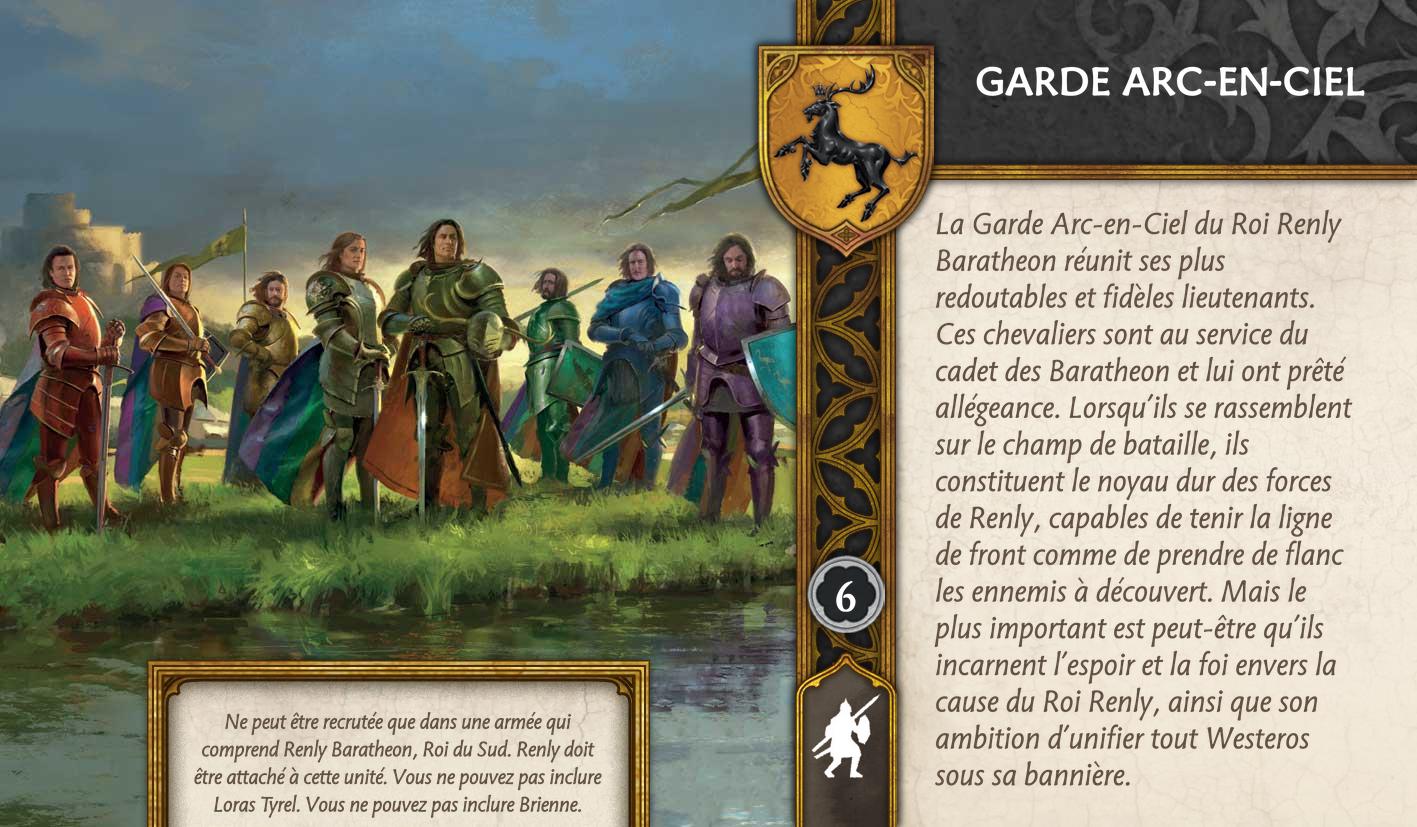 GARDE ARC-EN-CIEL
La Garde Arc-en-Ciel du Roi Renly
Baratheon réunit ses plus
redoutables et fidèles lieutenants.
Ces chevaliers sont au service du
cadet des Baratheon et lui ont prêté
allégeance. Lorsqu'ils se rassemblent
sur le champ de bataille, ils
constituent le noyau dur des forces
de Renly, capables de tenir la ligne
de front comme de prendre de flanc
les ennemis à découvert. Mais le
plus important est peut-être qu'ils
incarnent l'espoir et la foi envers la
cause du Roi Renly, ainsi que son
ambition d'unifier tout Westeros
sous sa bannière.
6
Ne peut être recrutée que dans une armée qui
comprend Renly Baratheon, Roi du Sud. Renly doit
être attaché à cette unité. Vous ne pouvez pas inclure
Loras Tyrel. Vous ne pouvez pas inclure Brienne.